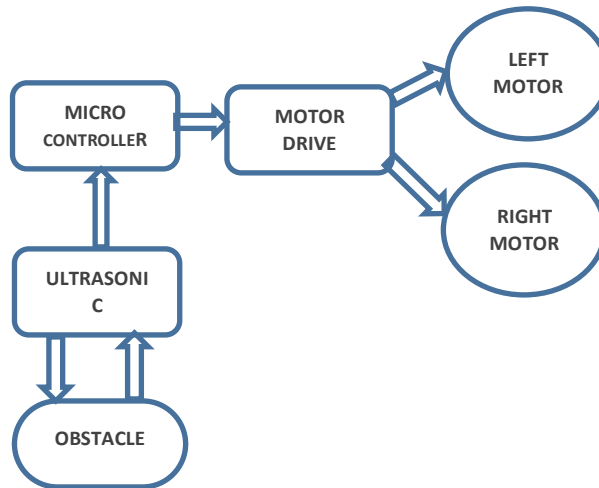 MICRO
CONTROLLER
MOTOR
DRIVE
LEFT
MOTOR
RIGHT
MOTOR
ULTRASONI
C
OBSTACLE